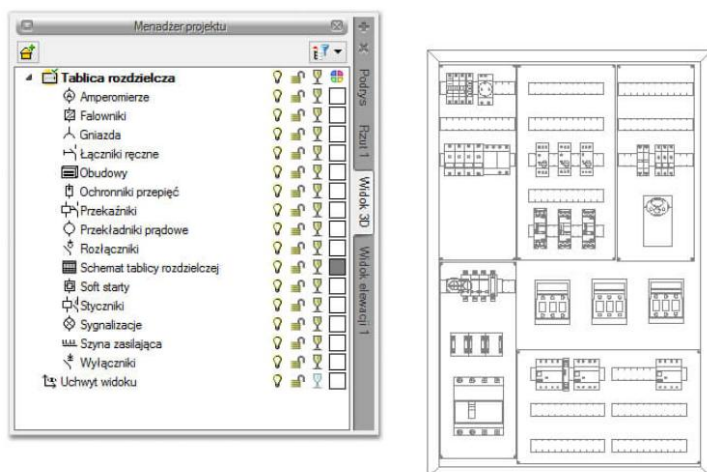 Menadżer projektu
Tablica rozdzielcza
Amperomierze
Falowniki
Gniazda
Łączniki ręczne
Obudowy
Ochronniki przepięć
Przekaźniki
Przekładniki prądowe
Rozłączniki
Schemat tablicy rozdzielczej
Soft starty
Styczniki
Sygnalizacje
Szyna zasilająca
Wyłączniki
Uchwyt widoku
Podrys
Rzut 1
Widok 3D
Widok elewacji 1